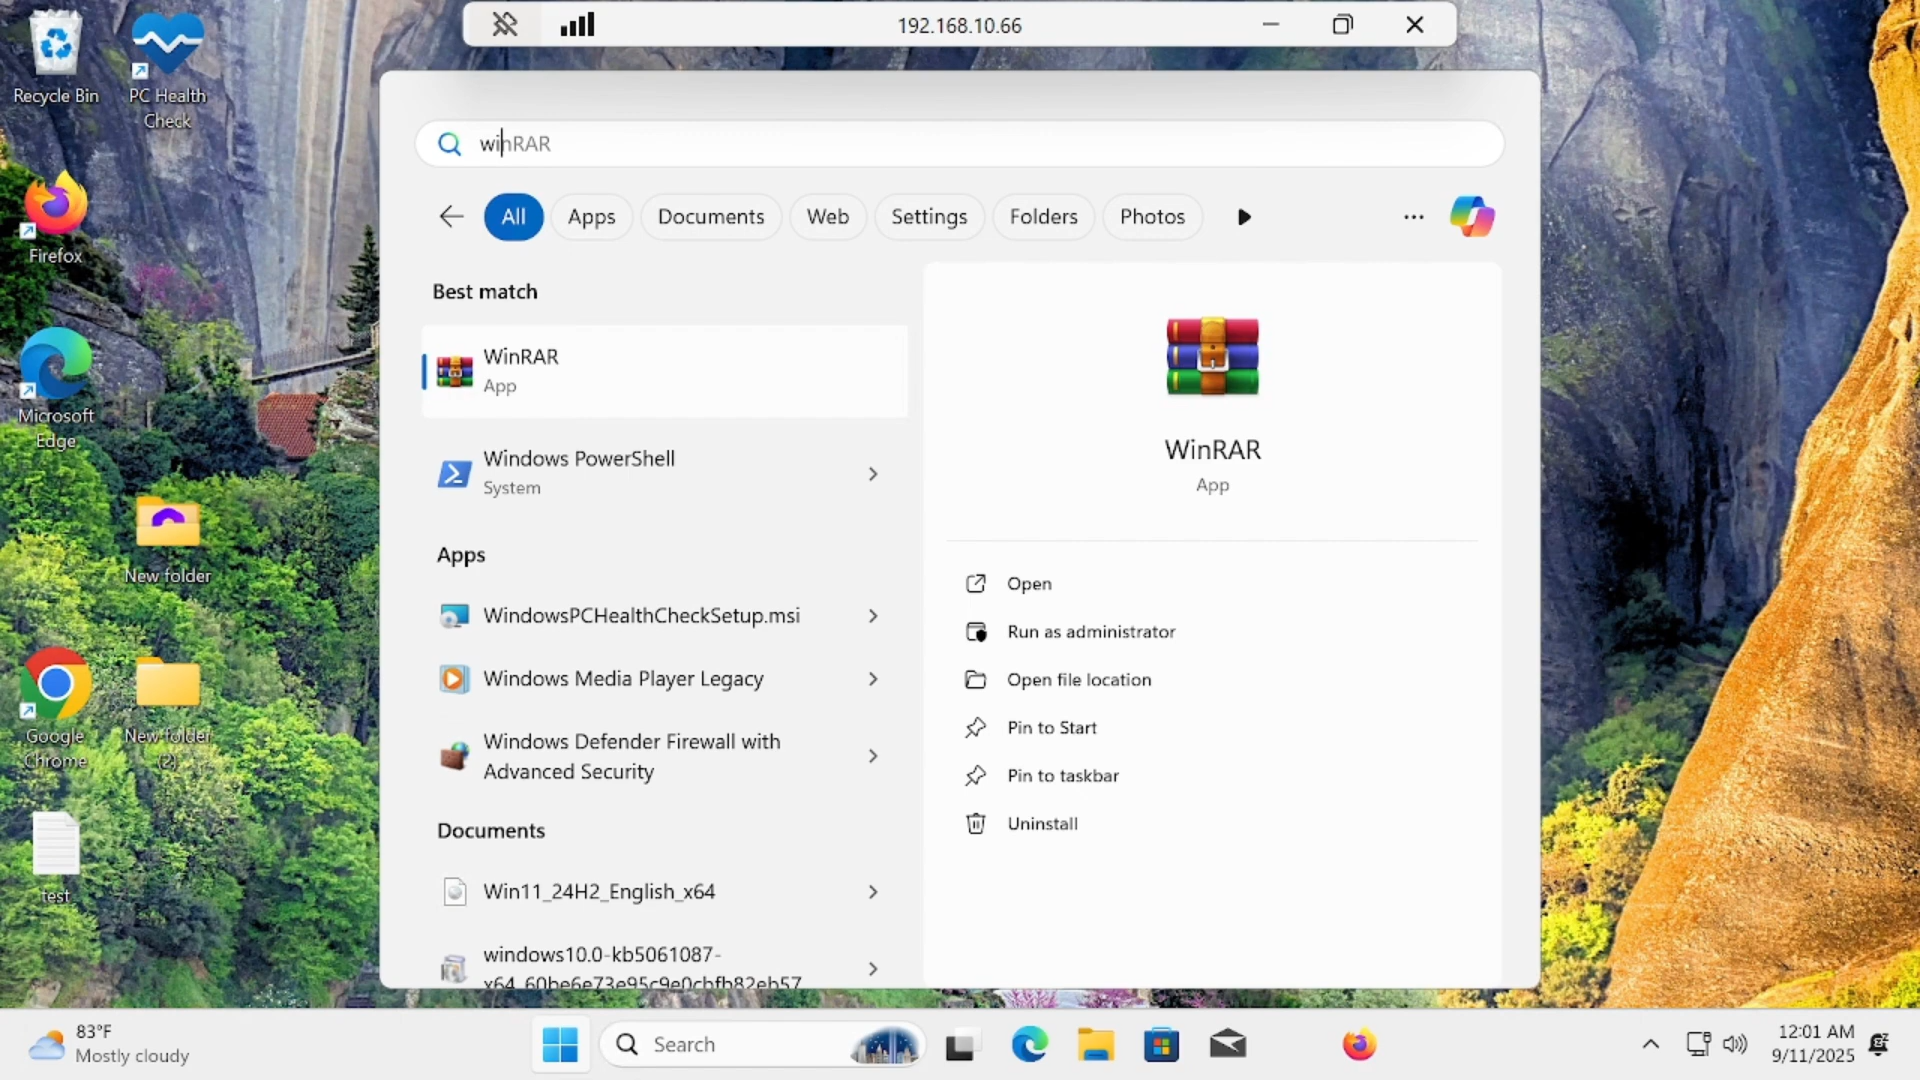 192.168.10.66
Recycle Bin
PC Health
Check
winRAR
All
Apps
Documents
Web
Settings
Folders
Photos
Firefox
Best match
WinRAR
App
Windows PowerShell
System
Apps
WindowsPCHealthCheckSetup.msi
Windows Media Player Legacy
Windows Defender Firewall with
Advanced Security
Documents
Win11_24H2_English_x64
windows10.0-kb5061087-
x64_60be6e73e95c9e0cbfb82eb57
WinRAR
App
Open
Run as administrator
Open file location
Pin to Start
Pin to taskbar
Uninstall
Microsoft
Edge
New folder
Google
Chrome
New folder
(2)
test
83°F
Mostly cloudy
Search
12:01 AM
9/11/2025